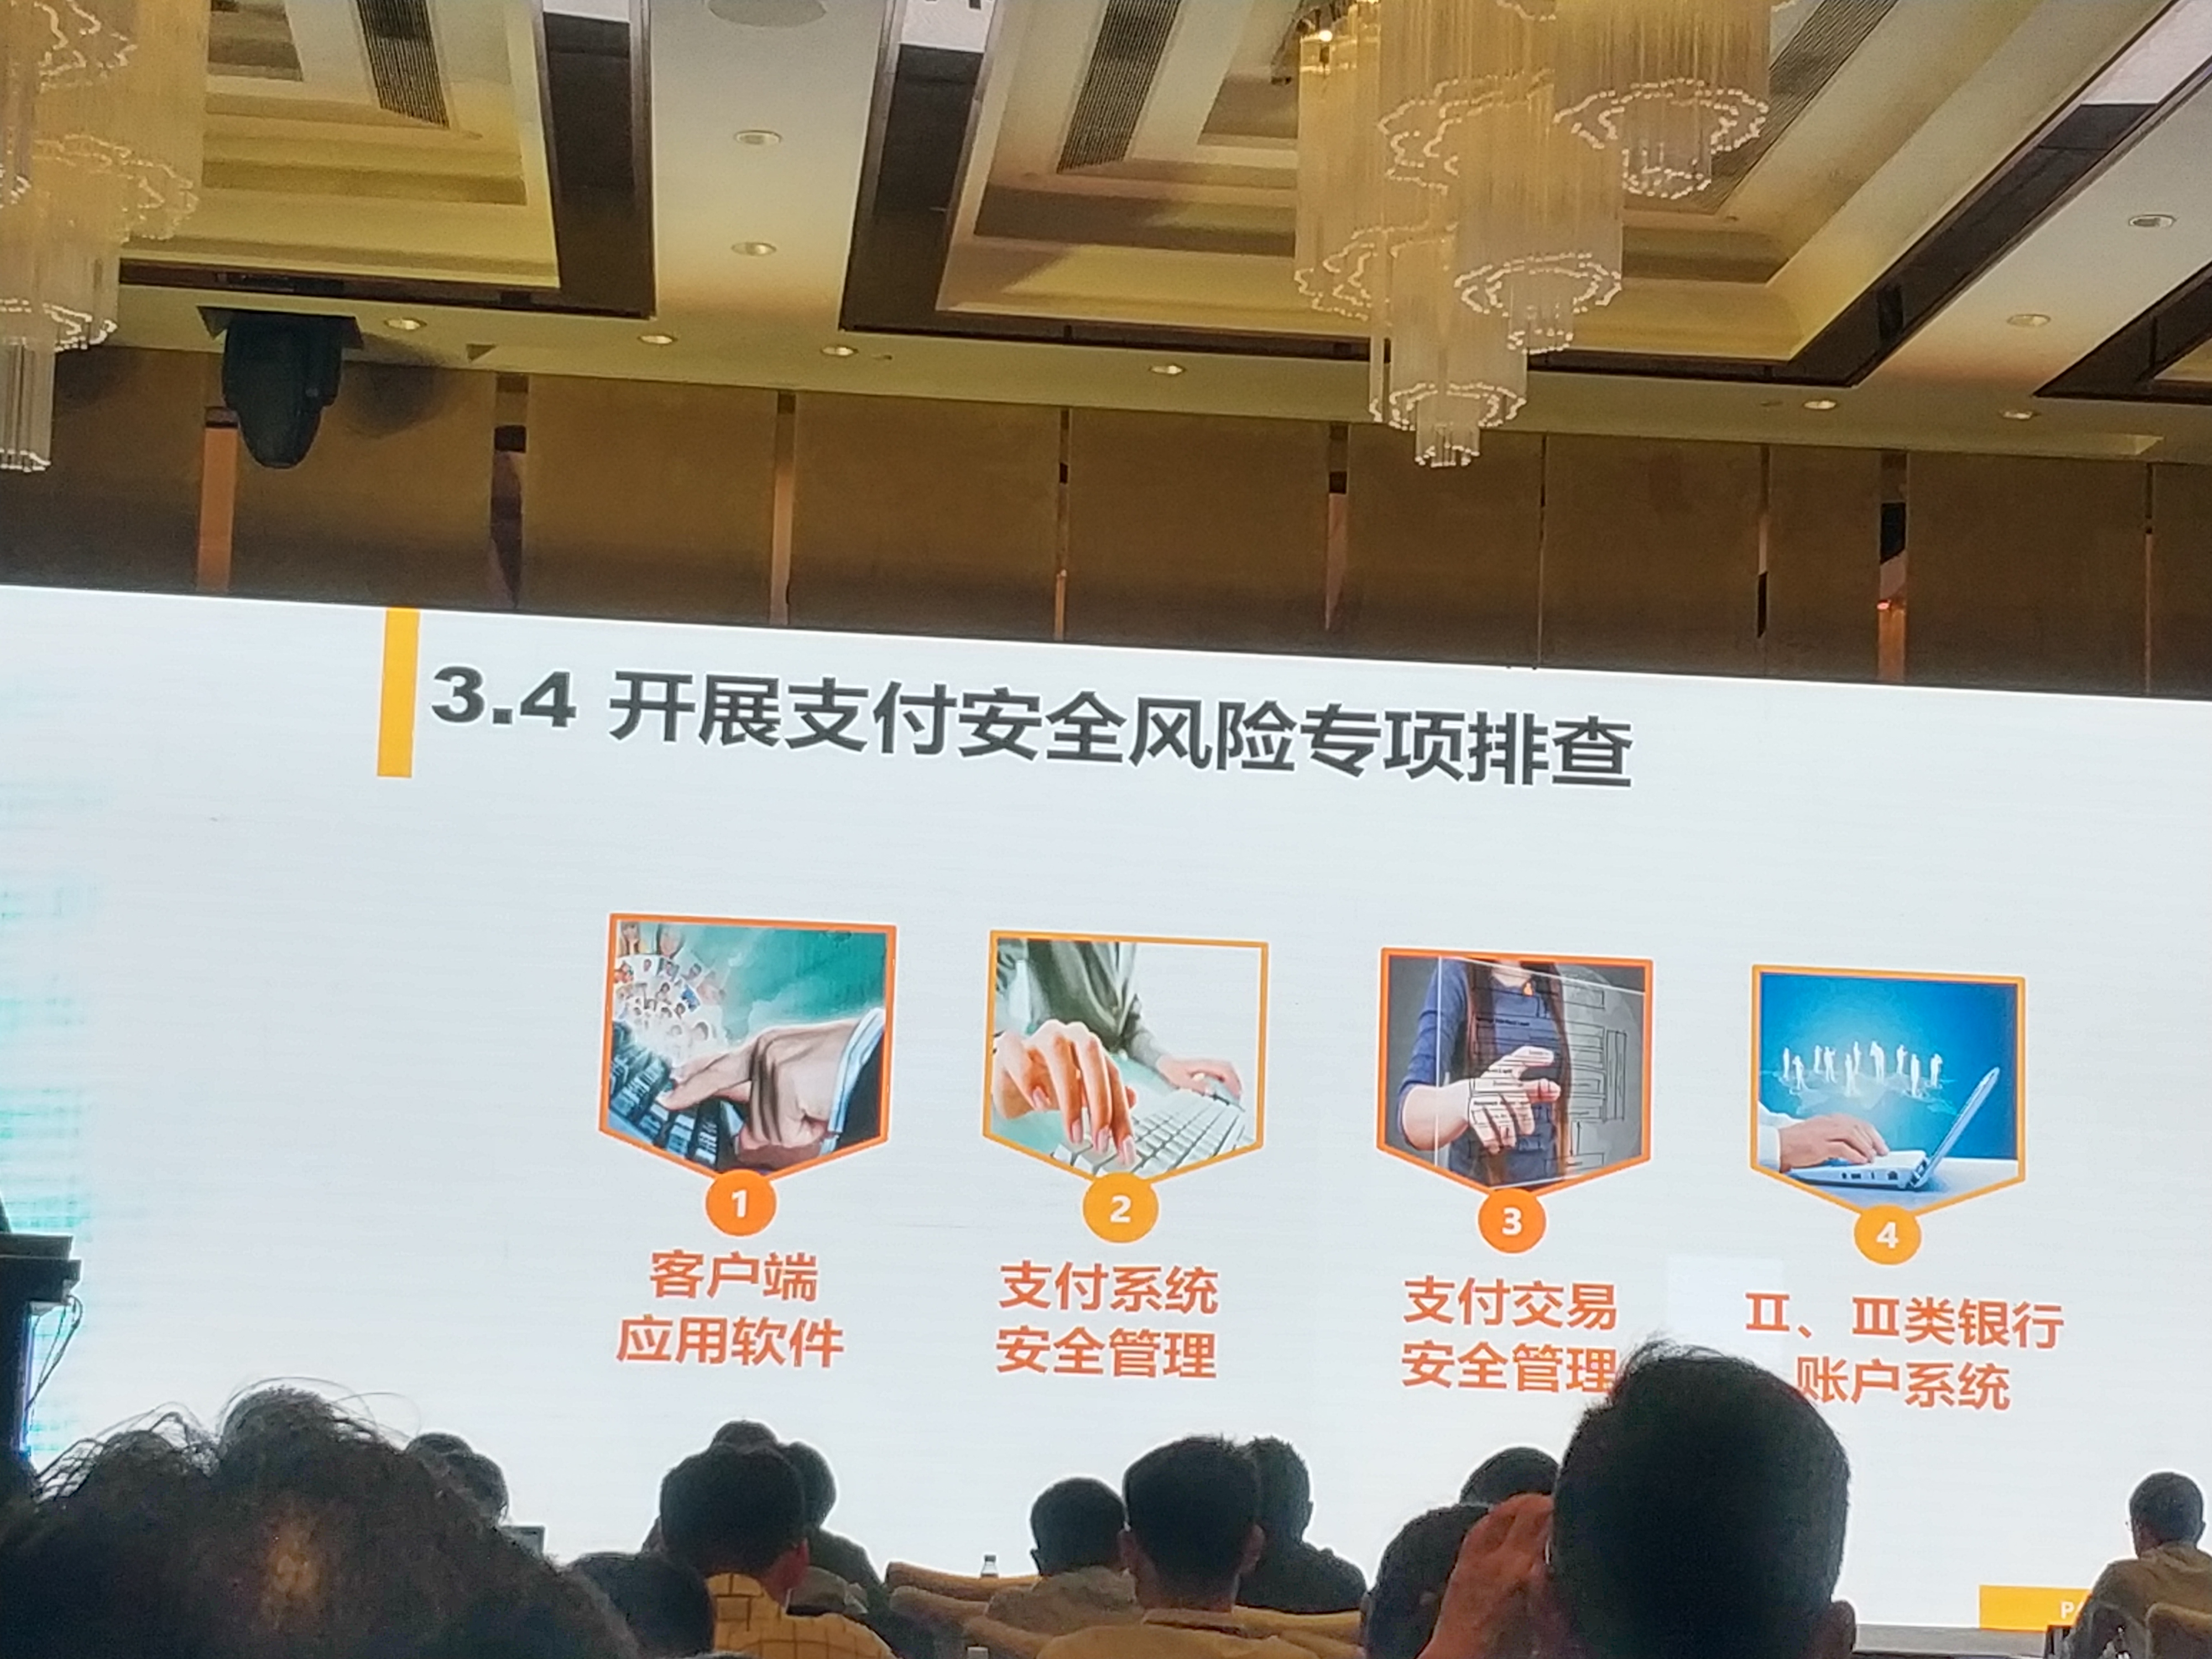 3.4 开展支付安全风险专项排查
1
客户端
应用软件
2
支付系统
安全管理
3
支付交易
安全管理
4
Ⅱ、Ⅲ类银行
账户系统